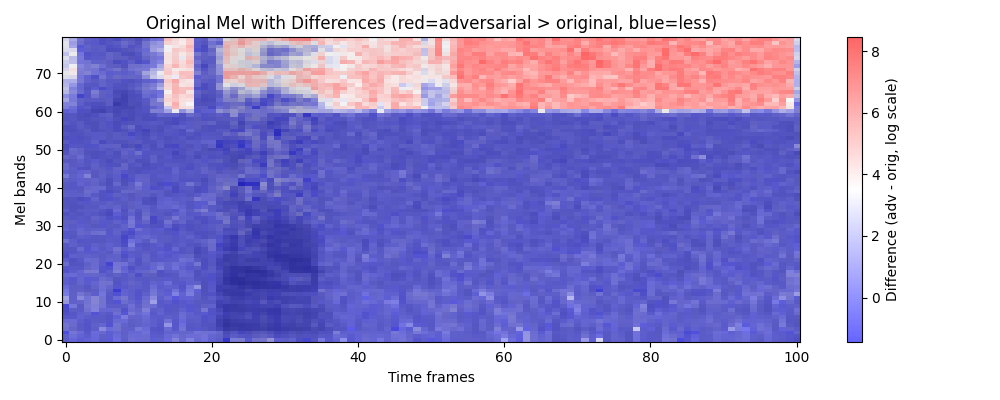 Original Mel with Differences (red=adversarial > original, blue=less)
Mel bands
70
60
50
40
30
20
10
0
0 20 40 60 80 100
Time frames
8
6
4
2
0
Difference (adv - orig, log scale)